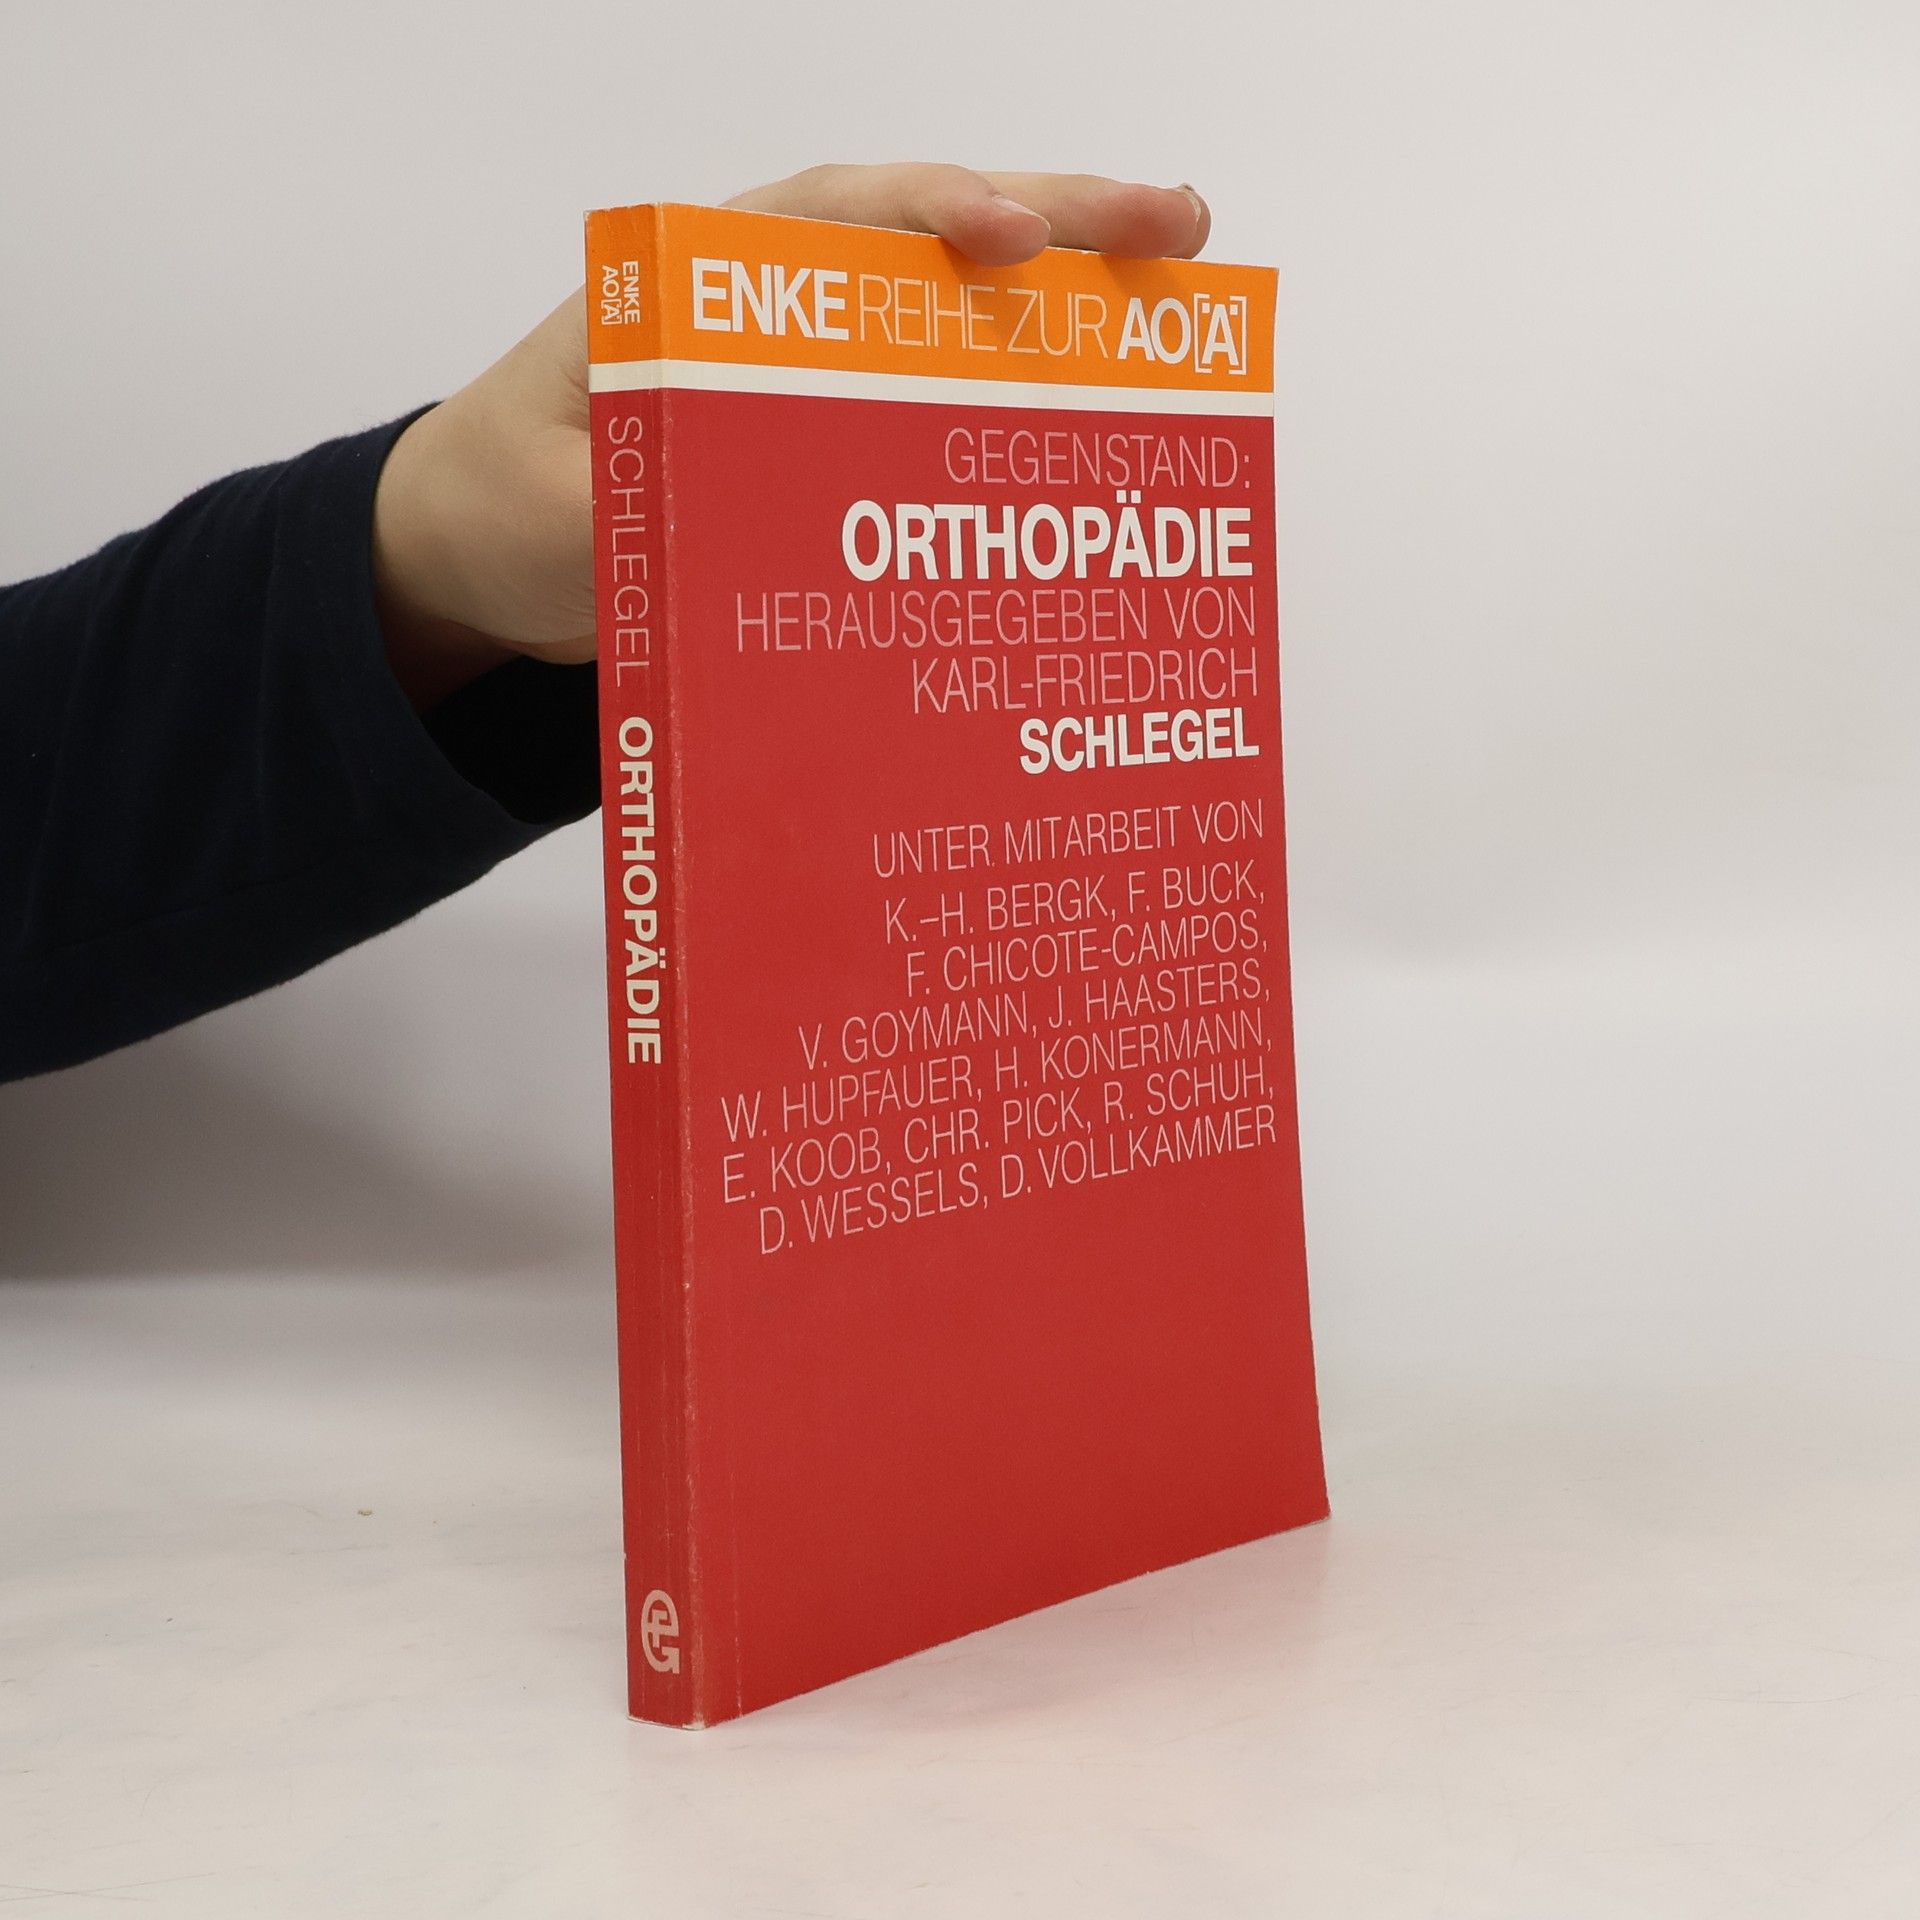 ENKE
AO[Ä]
SCHLEGEL ORTHOPÄDIE
ENKE REIHE ZUR AO[Ä]
GEGENSTAND:
ORTHOPÄDIE
HERAUSGEGEBEN VON
KARL-FRIEDRICH
SCHLEGEL
UNTER MITARBEIT VON
K.-H. BERGK, F. BUCK,
F. CHICOTE-CAMPOS,
V. GOYMANN, J. HAASTERS,
W. HUPFAUER, H. KONERMANN,
E. KOOB, CHR. PICK, R. SCHUH,
D. WESSELS, D. VOLLKAMMER